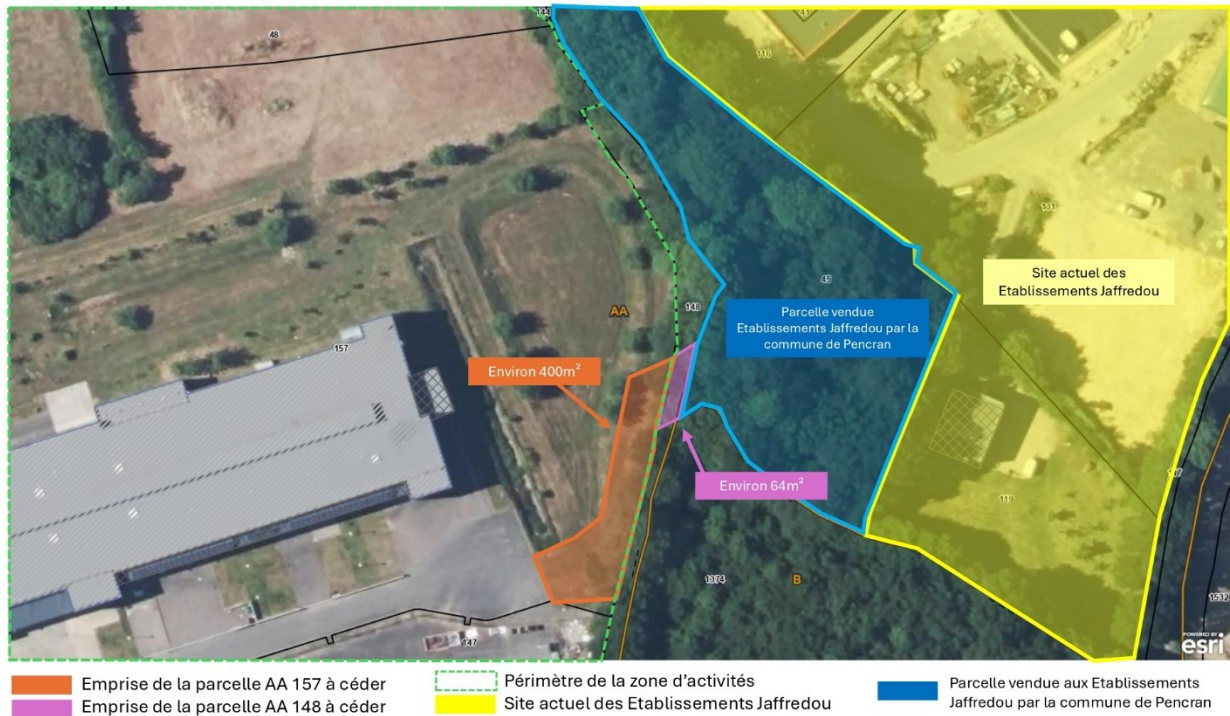 144
41
48
110
131
45
Site actuel des
Etablissements Jaffredou
AA
148
Parcelle vendue
Etablissements Jaffredou par la
commune de Pencran
157
Environ 400m²
Environ 64m²
119
1374
B
147
1532
POWERED BY
esri
Emprise de la parcelle AA 157 à céder
Emprise de la parcelle AA 148 à céder
Périmètre de la zone d'activités
Site actuel des Etablissements Jaffredou
Parcelle vendue aux Etablissements
Jaffredou par la commune de Pencran